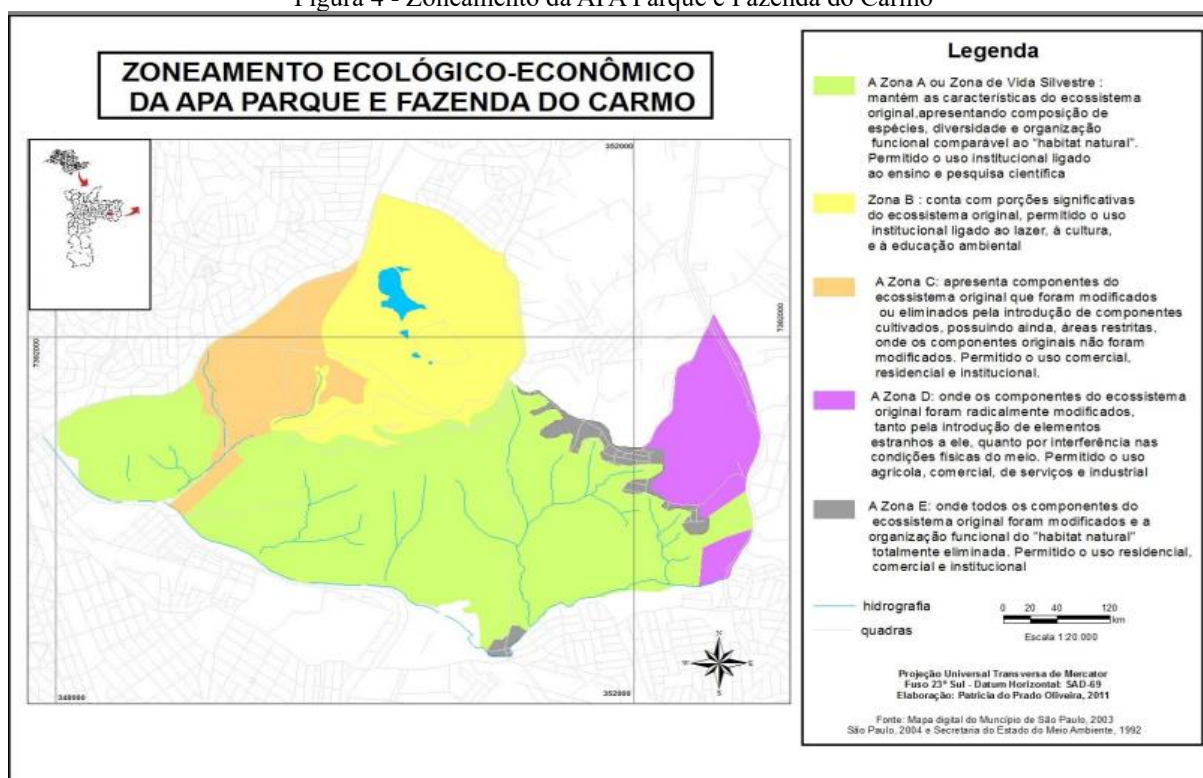 Figura 4 - Zoneamento da APA Parque e Fazenda do Carmo
ZONEAMENTO ECOLÓGICO-ECONÔMICO
DA APA PARQUE E FAZENDA DO CARMO
352000
7392000
7392000
348000
352000
Legenda
A Zona A ou Zona de Vida Silvestre :
mantém as características do ecossistema
original,apresentando composição de
espécies, diversidade e organização
funcional comparável ao "habitat natural".
Permitido o uso institucional ligado
ao ensino e pesquisa científica
Zona B : conta com porções significativas
do ecossistema original, permitido o uso
institucional ligado ao lazer, à cultura,
e à educação ambiental
A Zona C: apresenta componentes do
ecossistema original que foram modificados
ou eliminados pela introdução de componentes
cultivados, possuindo ainda, áreas restritas,
onde os componentes originais não foram
modificados. Permitido o uso comercial,
residencial e institucional.
A Zona D: onde os componentes do ecossistema
original foram radicalmente modificados,
tanto pela introdução de elementos
estranhos a ele, quanto por interferência nas
condições físicas do meio. Permitido o uso
agrícola, comercial, de serviços e industrial
A Zona E: onde todos os componentes do
ecossistema original foram modificados e a
organização funcional do "habitat natural"
totalmente eliminada. Permitido o uso residencial,
comercial e institucional
hidrografia
quadras
0 20 40 120
km
Escala 1:20.000
N
W E
S
Projeção Universal Transversa de Mercator
Fuso 23º Sul - Datum Horizontal: SAD-69
Elaboração: Patricia do Prado Oliveira, 2011
Fonte: Mapa digital do Muncípio de São Paulo, 2003
São Paulo, 2004 e Secretaria do Estado do Meio Ambiente, 1992